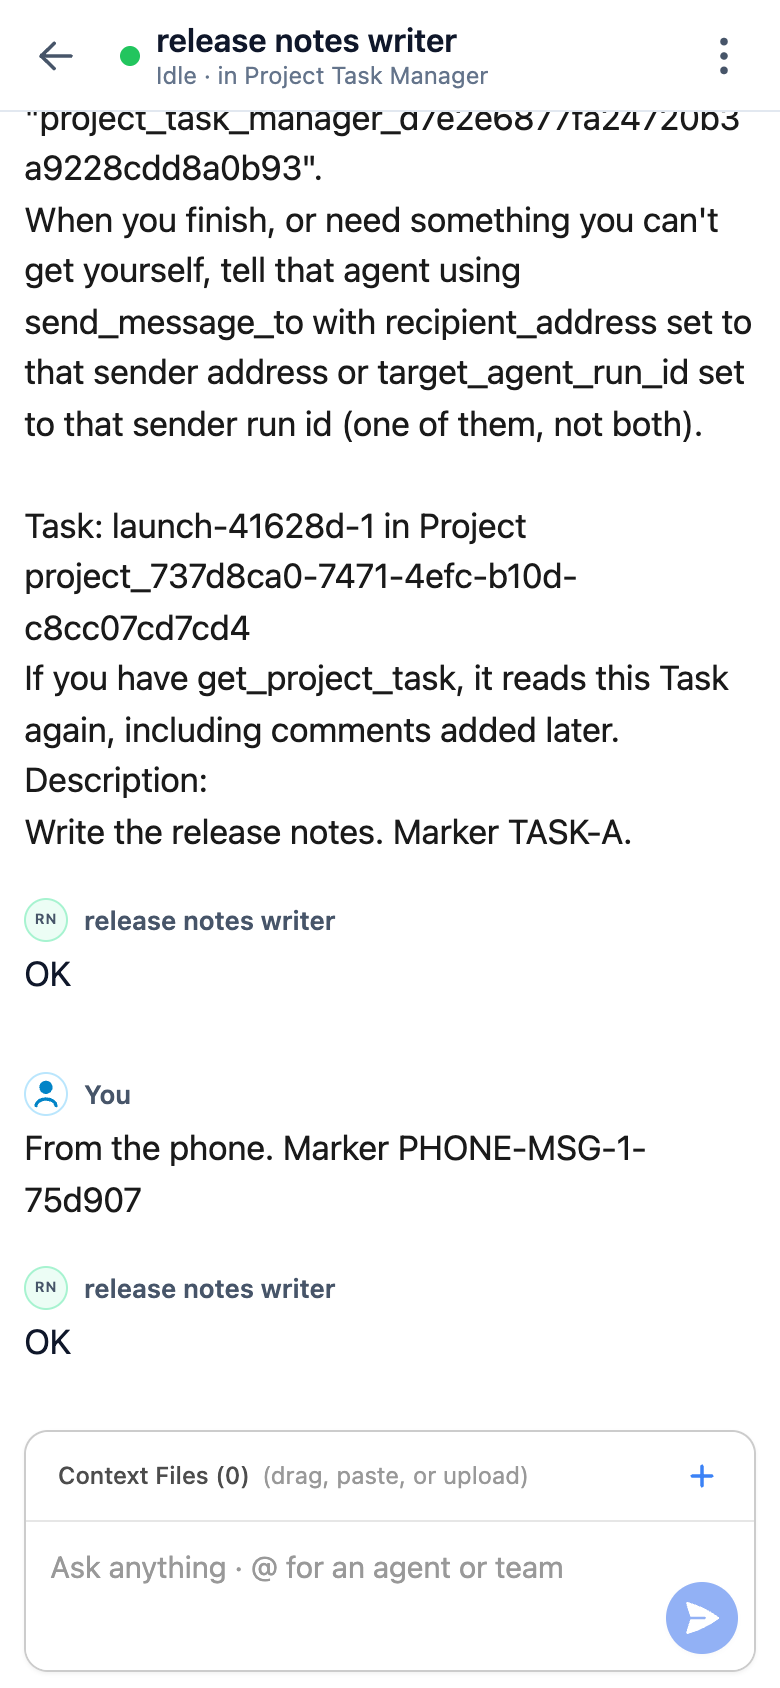 release notes writer
Idle · in Project Task Manager
"project_task_manager_d7e2e6877fa24720b3
a9228cdd8a0b93".
When you finish, or need something you can't
get yourself, tell that agent using
send_message_to with recipient_address set to
that sender address or target_agent_run_id set
to that sender run id (one of them, not both).
Task: launch-41628d-1 in Project
project_737d8ca0-7471-4efc-b10d-
c8cc07cd7cd4
If you have get_project_task, it reads this Task
again, including comments added later.
Description:
Write the release notes. Marker TASK-A.
RN release notes writer
OK
You
From the phone. Marker PHONE-MSG-1-
75d907
RN release notes writer
OK
Context Files (0) (drag, paste, or upload)
Ask anything · @ for an agent or team